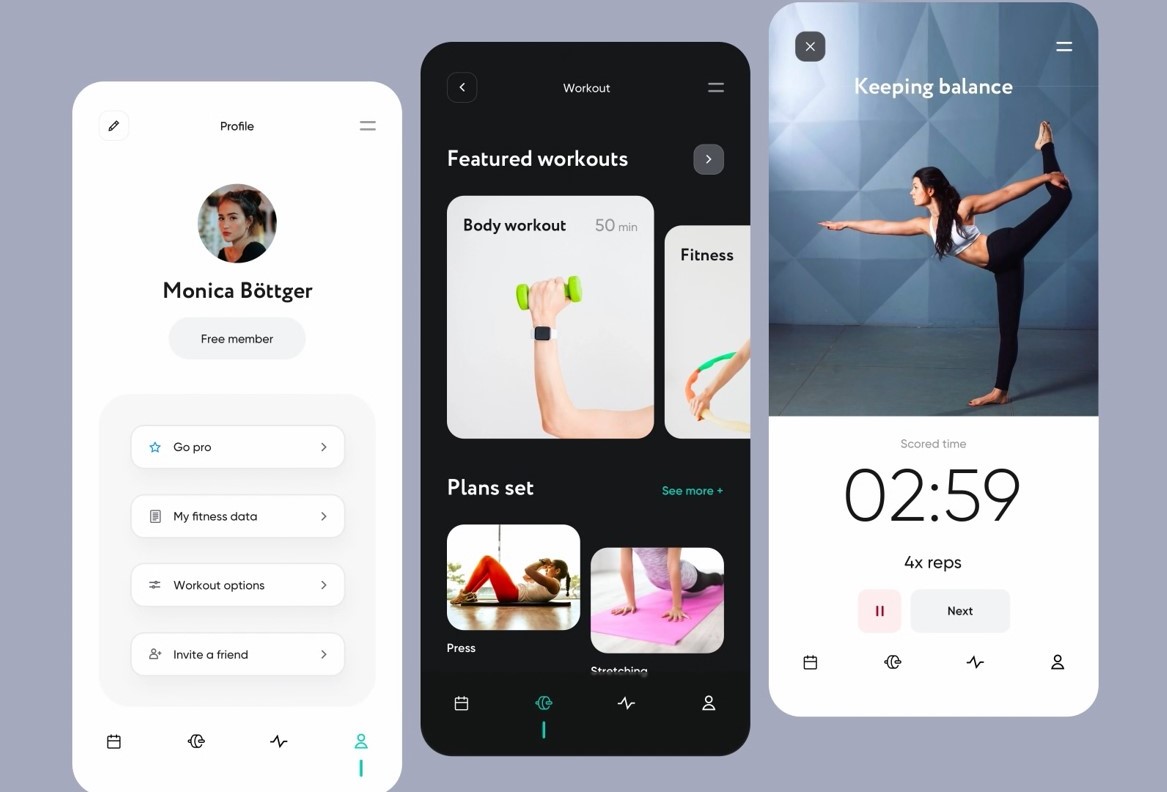 Profile
Monica Böttger
Free member
Go pro
My fitness data
Workout options
Invite a friend
Workout
Featured workouts
Body workout
50 min
Fitness
Plans set
See more +
Press
Stretching
Keeping balance
Scored time
02:59
4x reps
Next